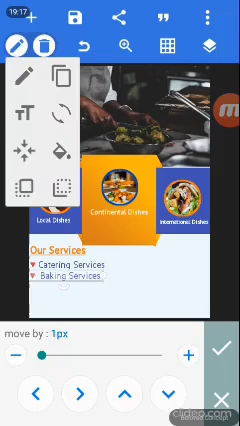 19:17
Local Dishes
Continental Dishes
International Dishes
Our Services
Catering Services
Baking Services
move by : 1px
clideo.com